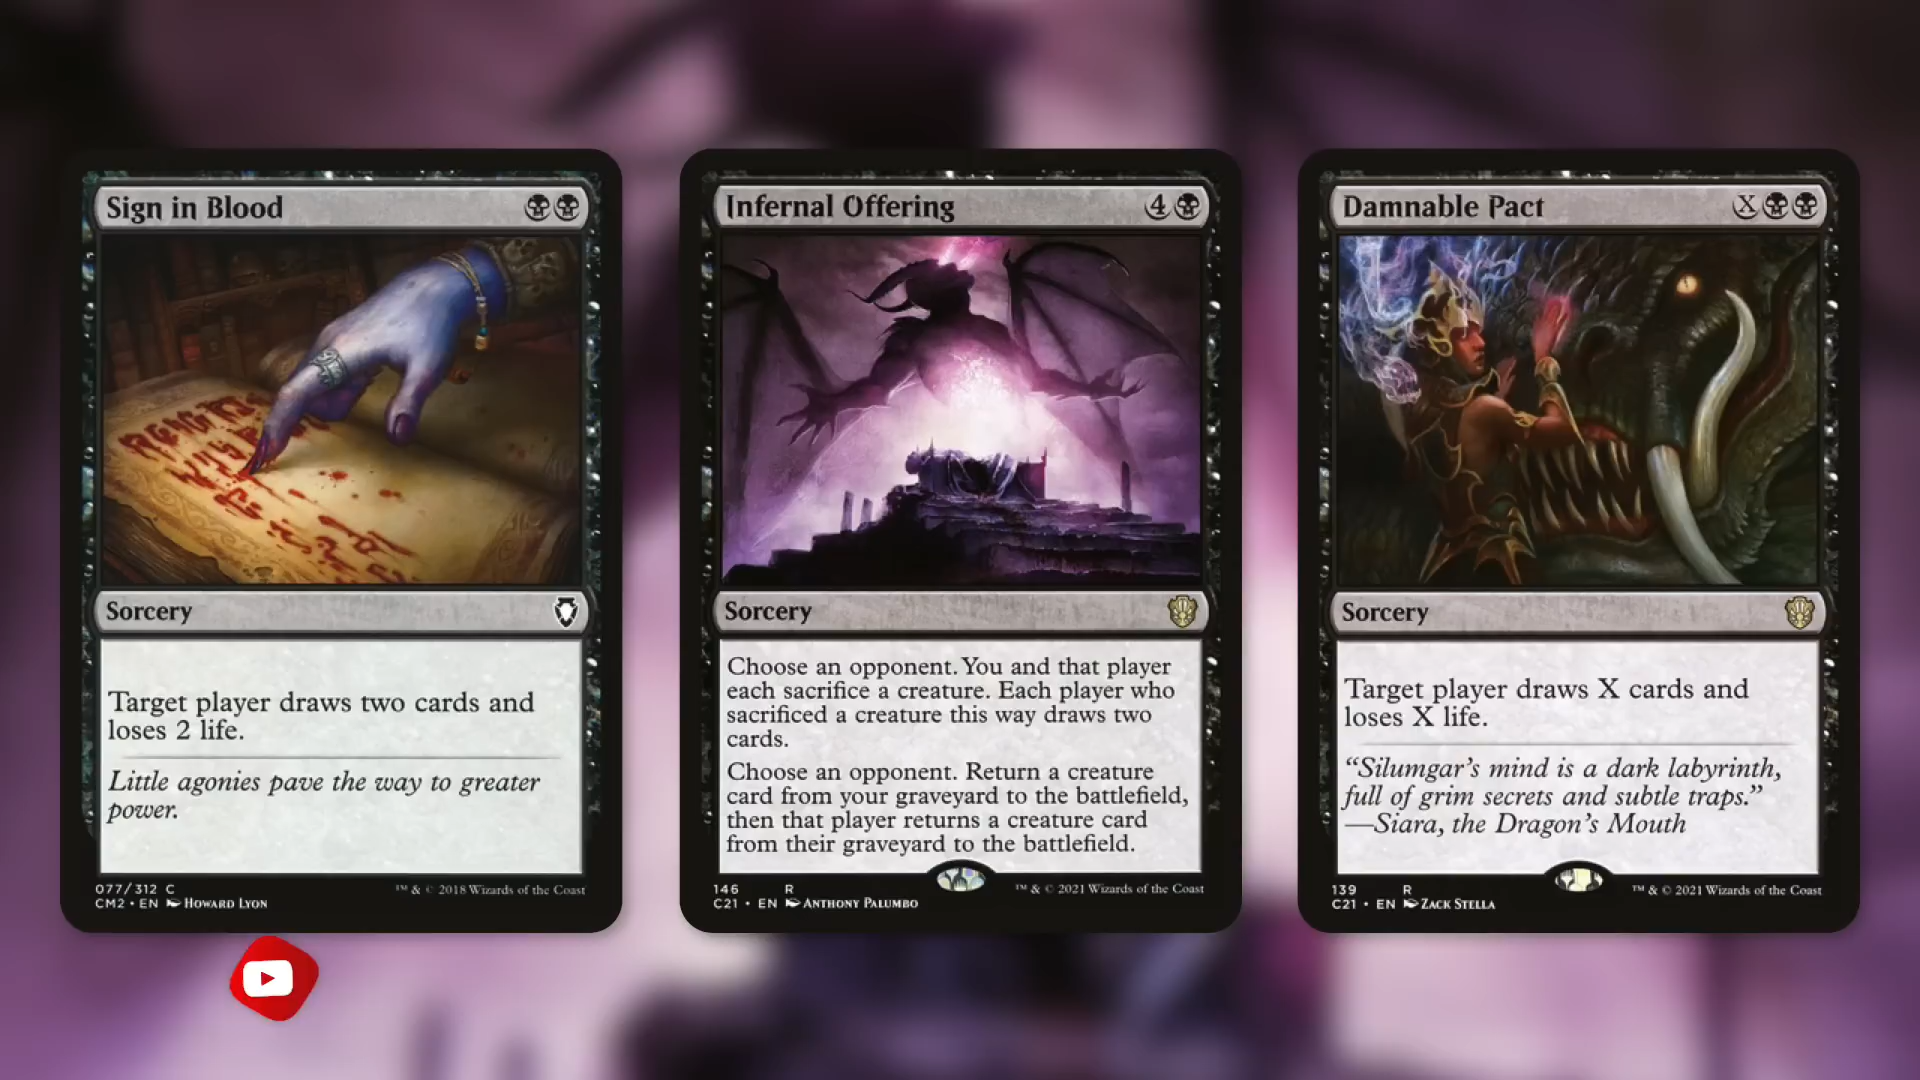 Sign in Blood
Sorcery
Target player draws two cards and
loses 2 life.
Little agonies pave the way to greater
power.
077/312 C
CM2 • EN Howard Lyon
™ & © 2018 Wizards of the Coast
Infernal Offering 4
Sorcery
Choose an opponent. You and that player
each sacrifice a creature. Each player who
sacrificed a creature this way draws two
cards.
Choose an opponent. Return a creature
card from your graveyard to the battlefield,
then that player returns a creature card
from their graveyard to the battlefield.
146 R
C21 • EN Anthony Palumbo
™ & © 2021 Wizards of the Coast
Damnable Pact X
Sorcery
Target player draws X cards and
loses X life.
“Silumgar’s mind is a dark labyrinth,
full of grim secrets and subtle traps.”
—Siara, the Dragon’s Mouth
139 R
C21 • EN Zack Stella
™ & © 2021 Wizards of the Coast